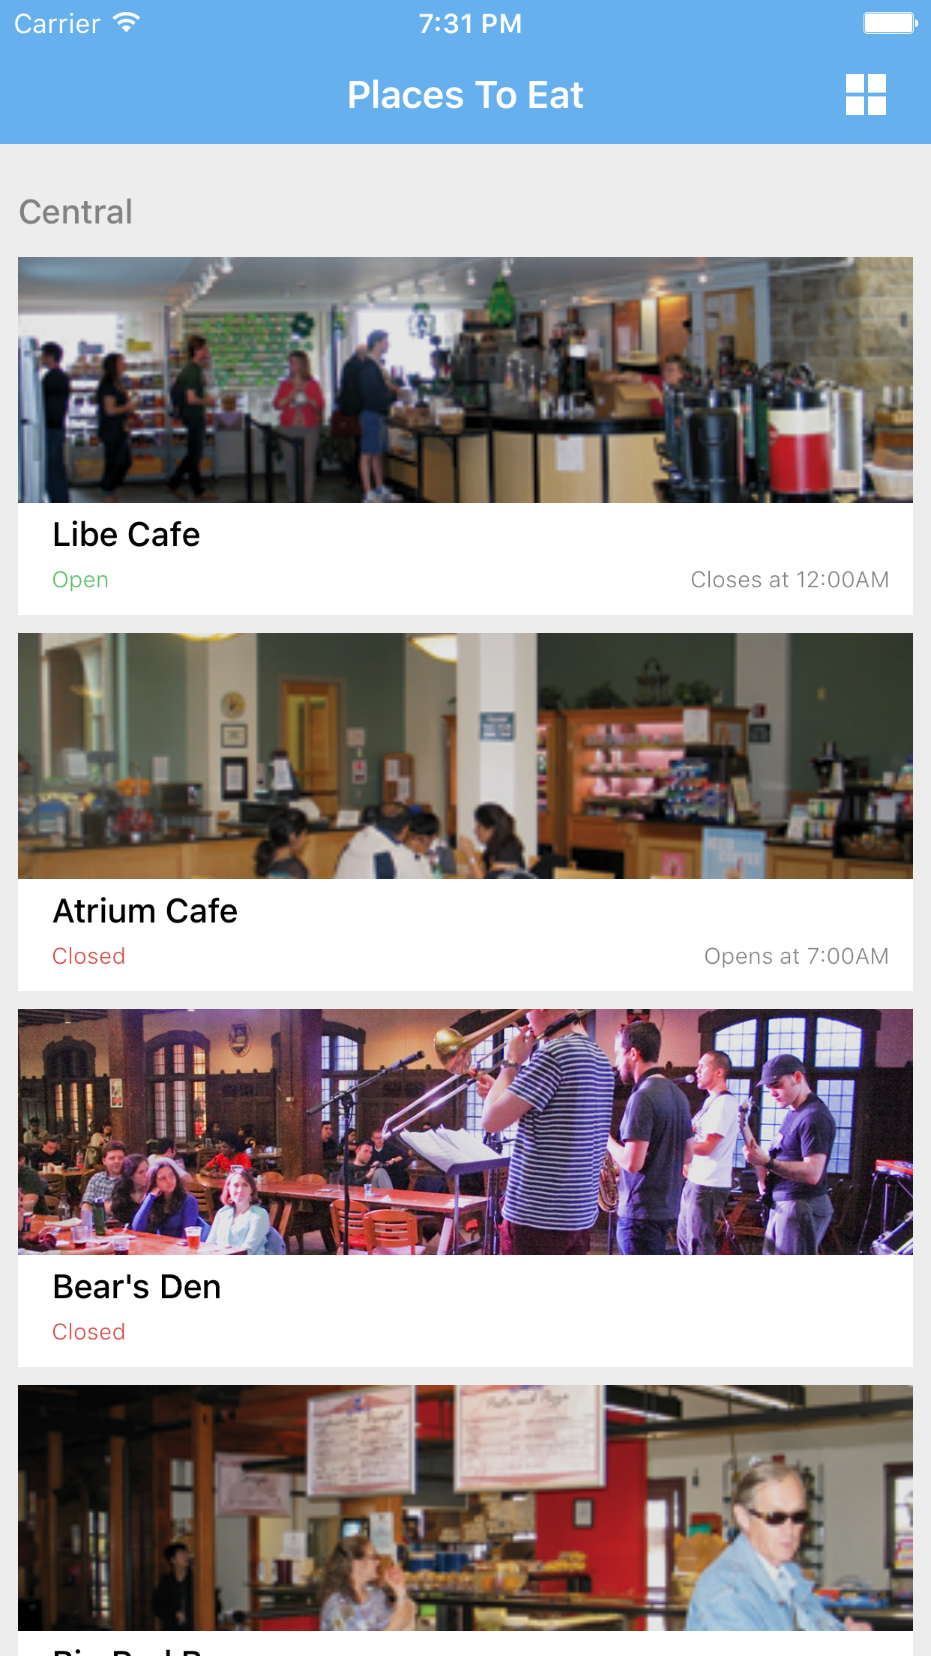 Carrier 7:31 PM
Places To Eat
Central
Libe Cafe
Open Closes at 12:00AM
Atrium Cafe
Closed Opens at 7:00AM
Bear's Den
Closed